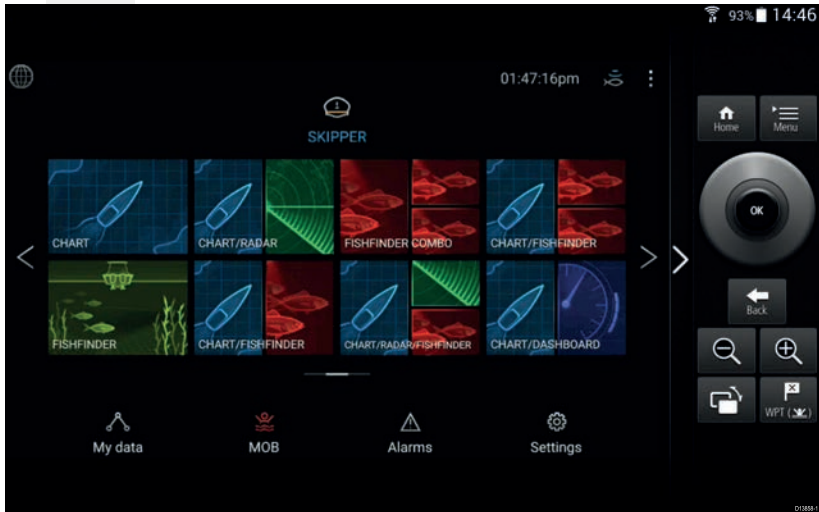 93% 14:46
01:47:16pm
1
SKIPPER
Home
Menu
CHART
CHART/RADAR
FISHFINDER COMBO
CHART/FISHFINDER
OK
FISHFINDER
CHART/FISHFINDER
CHART/RADAR/FISHFINDER
CHART/DASHBOARD
Back
WPT ( )
My data
MOB
Alarms
Settings
D13858-1